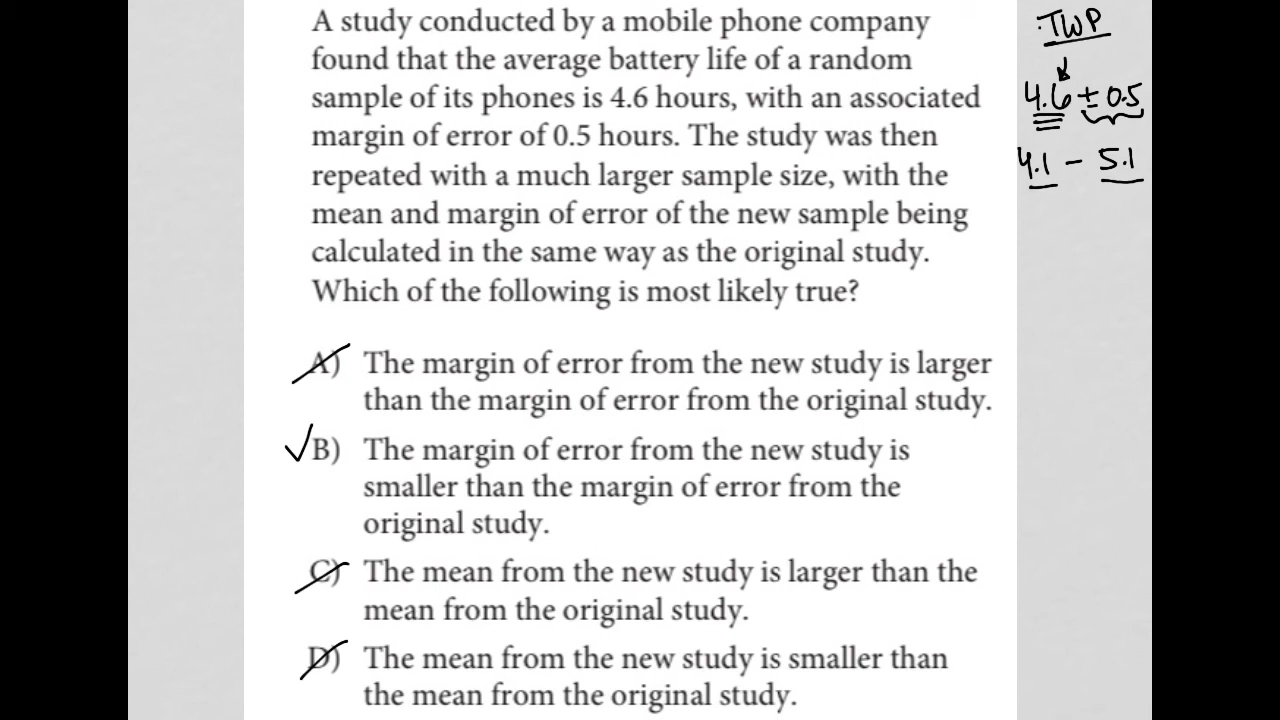 A study conducted by a mobile phone company
found that the average battery life of a random
sample of its phones is 4.6 hours, with an associated
margin of error of 0.5 hours. The study was then
repeated with a much larger sample size, with the
mean and margin of error of the new sample being
calculated in the same way as the original study.
Which of the following is most likely true?
A) The margin of error from the new study is larger
than the margin of error from the original study.
B) The margin of error from the new study is
smaller than the margin of error from the
original study.
C) The mean from the new study is larger than the
mean from the original study.
D) The mean from the new study is smaller than
the mean from the original study.
TWP
4.6 ± 0.5
4.1 - 5.1